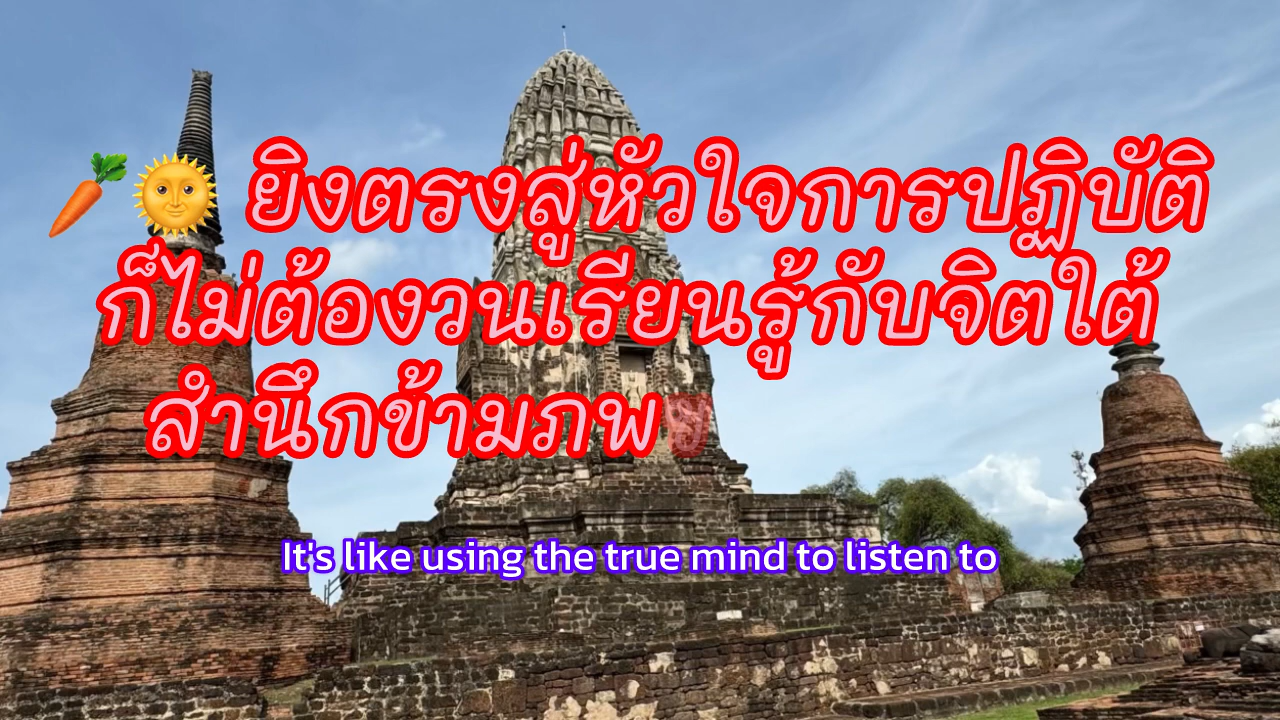 🥕🌞 ยิงตรงสู่หัวใจการปฏิบัติ
ก็ไม่ต้องวนเรียนรู้กับจิตใต้
สำนึกข้ามภพ
It's like using the true mind to listen to